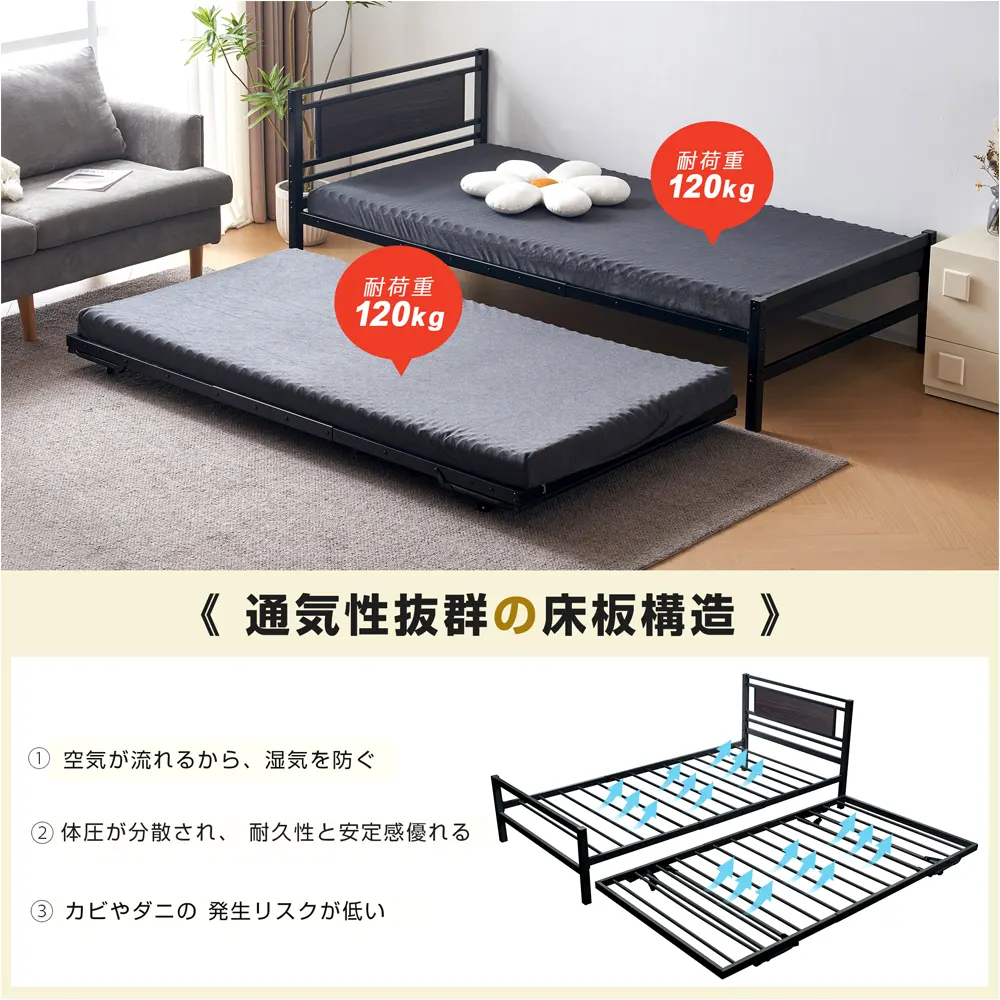 耐荷重
120kg
耐荷重
120kg
《 通気性抜群の床板構造 》
① 空気が流れるから、湿気を防ぐ
② 体圧が分散され、 耐久性と安定感優れる
③ カビやダニの 発生リスクが低い